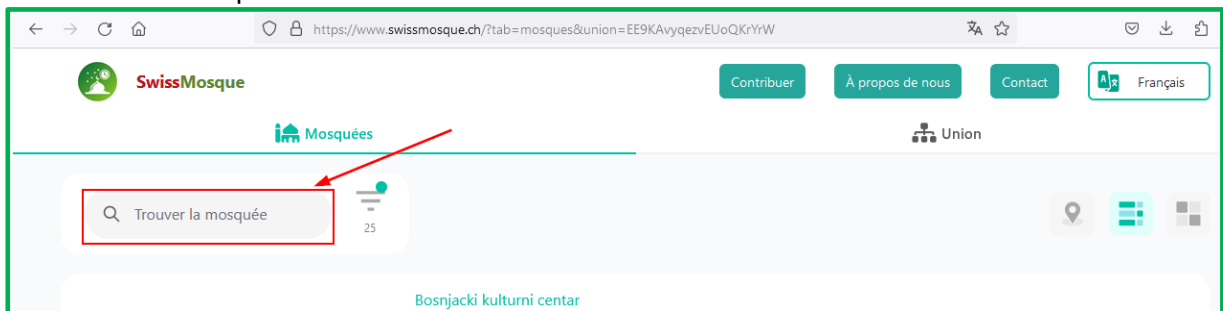 https://www.swissmosque.ch/?tab=mosques&union=EE9KAvyqezvEUoQKrYrW
SwissMosque
Contribuer
À propos de nous
Contact
Français
Mosquées
Union
Trouver la mosquée
25
Bosnjacki kulturni centar